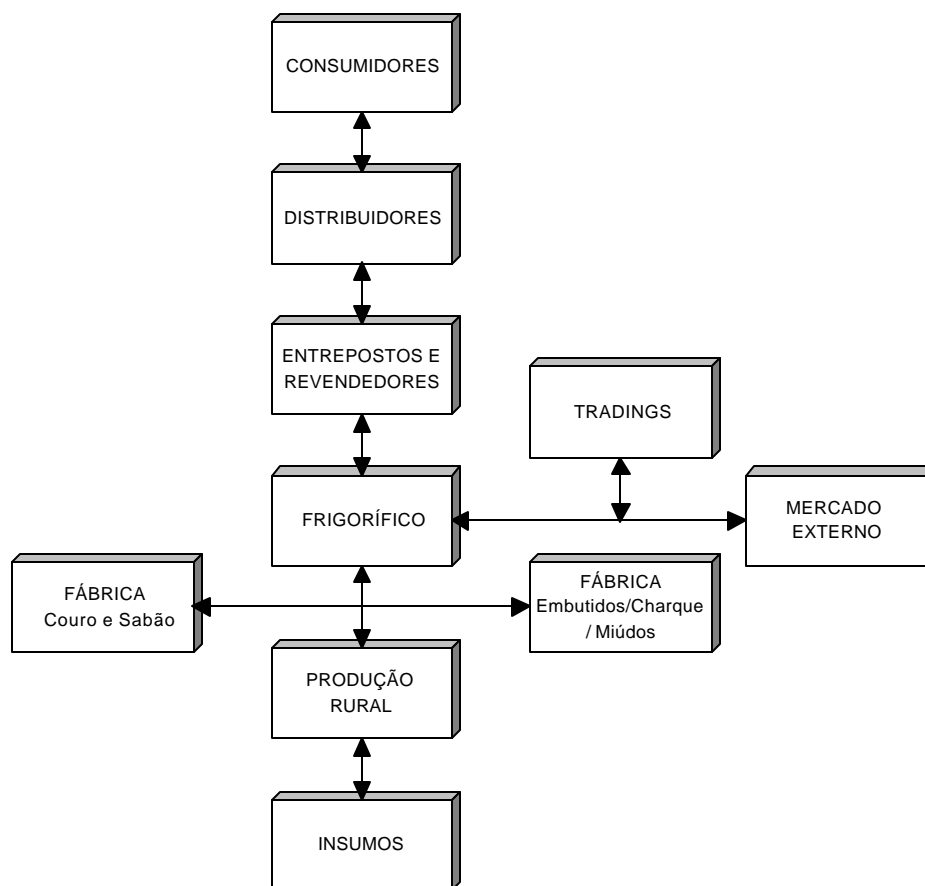 CONSUMIDORES
DISTRIBUIDORES
ENTREPOSTOS E
REVENDEDORES
TRADINGS
FRIGORÍFICO
MERCADO
EXTERNO
FÁBRICA
Couro e Sabão
FÁBRICA
Embutidos/Charque
/ Miúdos
PRODUÇÃO
RURAL
INSUMOS